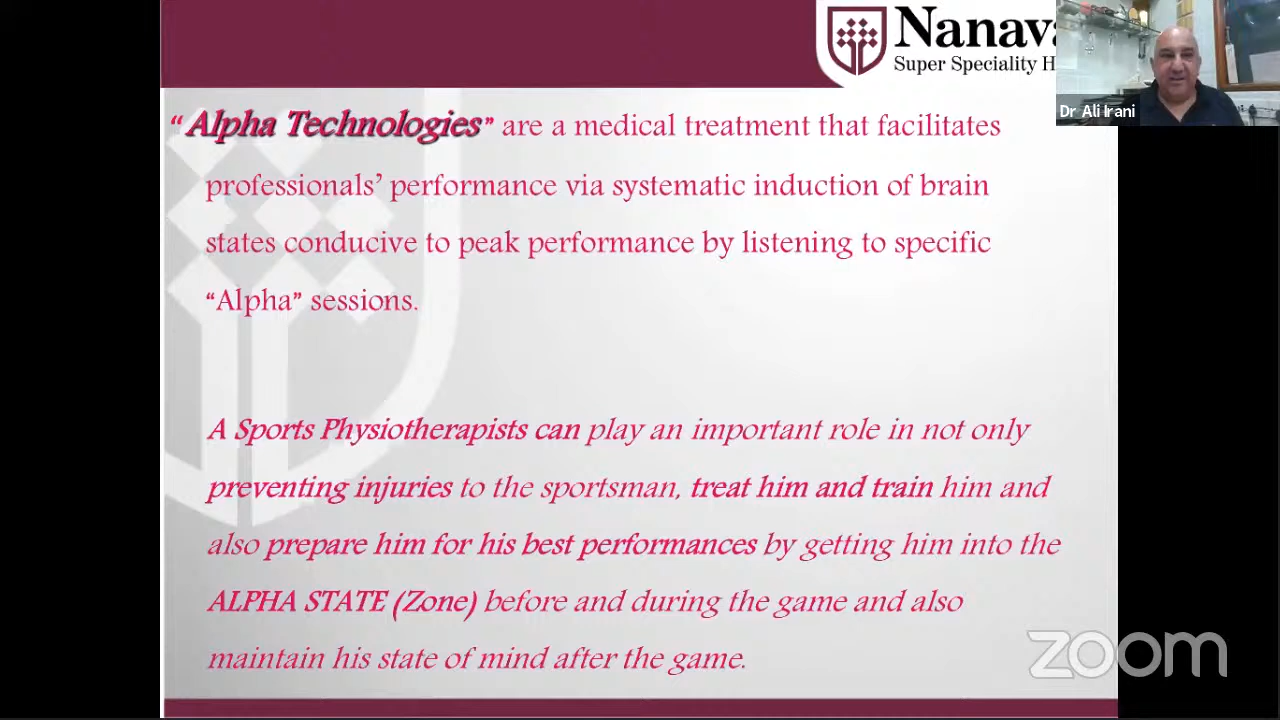 Nanava
Super Speciality H
Dr Ali Irani
“Alpha Technologies” are a medical treatment that facilitates
professionals’ performance via systematic induction of brain
states conducive to peak performance by listening to specific
“Alpha” sessions.
A Sports Physiotherapists can play an important role in not only
preventing injuries to the sportsman, treat him and train him and
also prepare him for his best performances by getting him into the
ALPHA STATE (Zone) before and during the game and also
maintain his state of mind after the game.
zoom